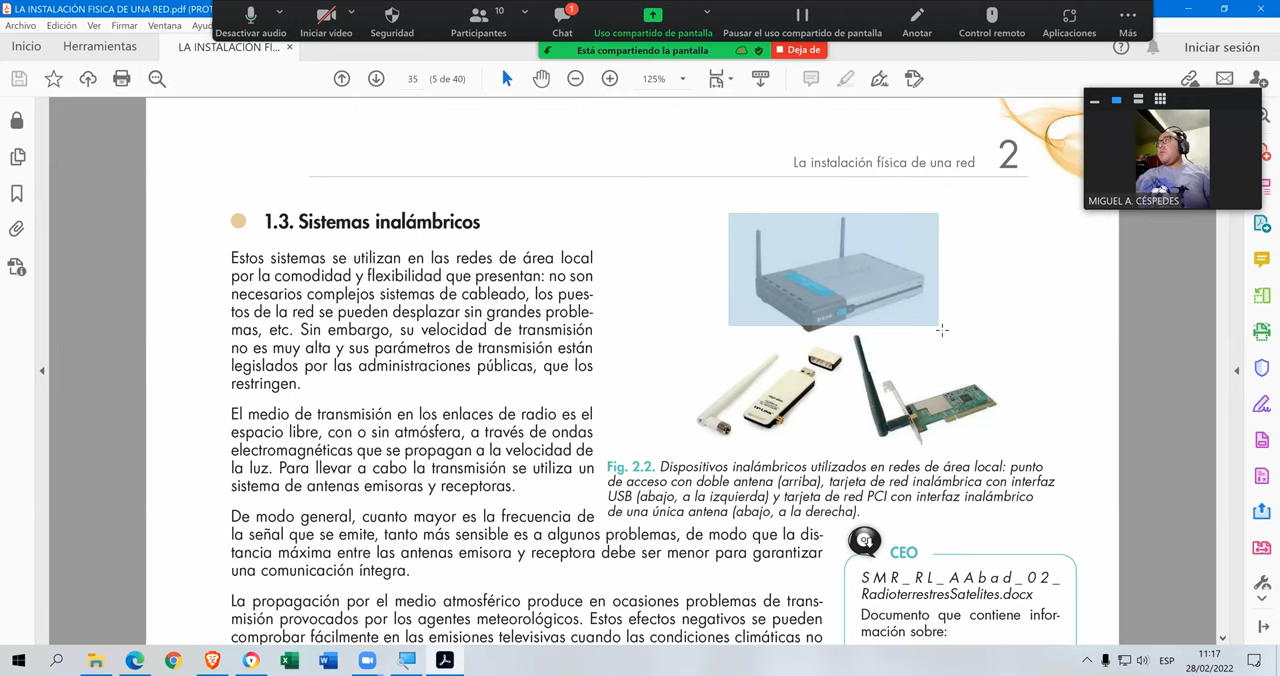 LA INSTALACIÓN FISICA DE UNA RED.pdf (PROT
Archivo Edición Ver Firmar Ventana Ayu
Desactivar audio
Iniciar video
Seguridad
10
Participantes
1
Chat
Uso compartido de pantalla
Pausar el uso compartido de pantalla
Anotar
Control remoto
Aplicaciones
Más
Está compartiendo la pantalla
Deja de
Inicio
Herramientas
LA INSTALACIÓN FI...
Iniciar sesión
35
(5 de 40)
125%
MIGUEL A. CÉSPEDES
La instalación física de una red 2
1.3. Sistemas inalámbricos
Estos sistemas se utilizan en las redes de área local
por la comodidad y flexibilidad que presentan: no son
necesarios complejos sistemas de cableado, los pues-
tos de la red se pueden desplazar sin grandes proble-
mas, etc. Sin embargo, su velocidad de transmisión
no es muy alta y sus parámetros de transmisión están
legislados por las administraciones públicas, que los
restringen.
El medio de transmisión en los enlaces de radio es el
espacio libre, con o sin atmósfera, a través de ondas
electromagnéticas que se propagan a la velocidad de
la luz. Para llevar a cabo la transmisión se utiliza un
sistema de antenas emisoras y receptoras.
De modo general, cuanto mayor es la frecuencia de
la señal que se emite, tanto más sensible es a algunos problemas, de modo que la dis-
tancia máxima entre las antenas emisora y receptora debe ser menor para garantizar
una comunicación íntegra.
La propagación por el medio atmosférico produce en ocasiones problemas de trans-
misión provocados por los agentes meteorológicos. Estos efectos negativos se pueden
comprobar fácilmente en las emisiones televisivas cuando las condiciones climáticas no
D-Link
Fig. 2.2. Dispositivos inalámbricos utilizados en redes de área local: punto
de acceso con doble antena (arriba), tarjeta de red inalámbrica con interfaz
USB (abajo, a la izquierda) y tarjeta de red PCI con interfaz inalámbrico
de una única antena (abajo, a la derecha).
CEO
SMR_RL_AAbad_02_
RadioterrestresSatelites.docx
Documento que contiene infor-
mación sobre:
ESP
11:17
28/02/2022